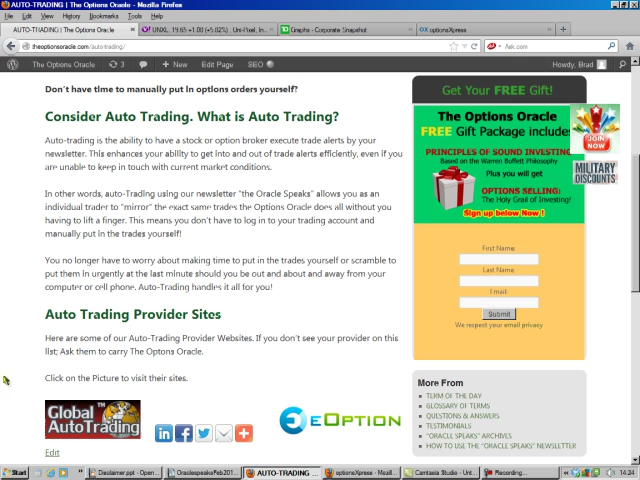 AUTO-TRADING | The Options Oracle - Mozilla Firefox
File Edit View History Bookmarks Tools Help
AUTO-TRADING | The Options Oracle
UNXL, 19.65 +1.00 (+5.02%). Uni-Pixel, In...
Graphs - Corporate Snapshot
optionsXpress
theoptionsoracle.com/auto-trading/
Ask.com
The Options Oracle 3 + New Edit Page SEO Howdy, Brad
Don't have time to manually put in options orders yourself?
Consider Auto Trading. What is Auto Trading?
Auto-trading is the ability to have a stock or option broker execute trade alerts by your
newsletter. This enhances your ability to get into and out of trade alerts efficiently, even if you
are unable to keep in touch with current market conditions.
In other words, auto-Trading using our newsletter "the Oracle Speaks" allows you as an
individual trader to "mirror" the exact same trades the Options Oracle does all without you
having to lift a finger. This means you don't have to log in to your trading account and
manually put in the trades yourself!
You no longer have to worry about making time to put in the trades yourself or scramble to
put them in urgently at the last minute should you be out and about and away from your
computer or cell phone. Auto-Trading handles it all for you!
Auto Trading Provider Sites
Here are some of our Auto-Trading Provider Websites. If you don't see your provider on this
list; Ask them to carry The Optons Oracle.
Click on the Picture to visit their sites.
Global AutoTrading™
eOPTION
Edit
Get Your FREE Gift!
The Options Oracle
FREE Gift Package includes
PRINCIPLES OF SOUND INVESTING
Based on the Warren Buffett Philosophy
Plus you will get
OPTIONS SELLING:
The Holy Grail of Investing!
Sign up below Now !
JOIN NOW
MILITARY DISCOUNTS
First Name:
Last Name:
Email:
Submit
We respect your email privacy
More From
TERM OF THE DAY
GLOSSARY OF TERMS
QUESTIONS & ANSWERS
TESTIMONIALS
"ORACLE SPEAKS" ARCHIVES
HOW TO USE THE "ORACLE SPEAKS" NEWSLETTER
Start
Disclaimer.ppt - Open...
OraclespeaksFeb201...
AUTO-TRADING ...
optionsXpress - Mozill...
Camtasia Studio - Unt...
Recording...
14:24